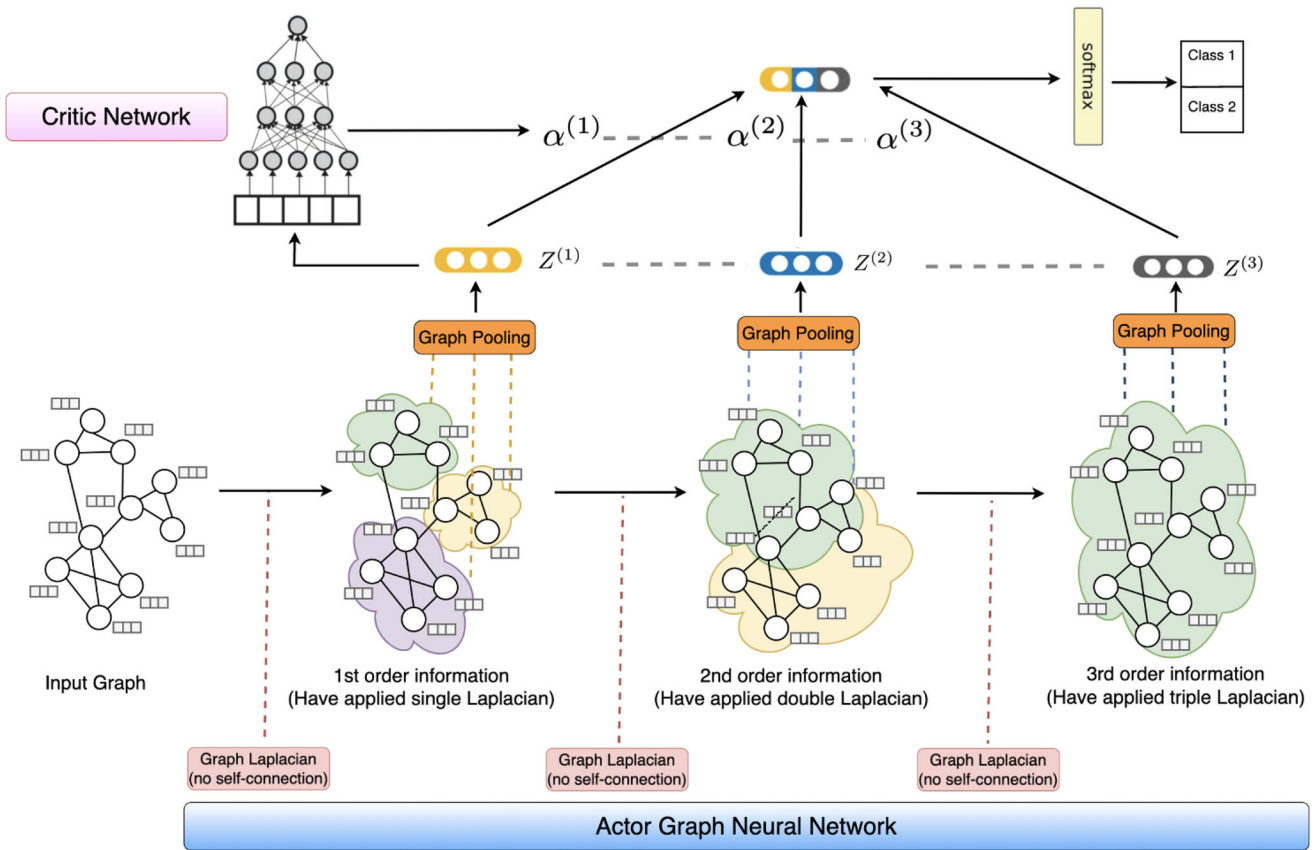 Critic Network
α^(1)
α^(2)
α^(3)
softmax
Class 1
Class 2
Z^(1)
Z^(2)
Z^(3)
Graph Pooling
Graph Pooling
Graph Pooling
Input Graph
1st order information
(Have applied single Laplacian)
2nd order information
(Have applied double Laplacian)
3rd order information
(Have applied triple Laplacian)
Graph Laplacian
(no self-connection)
Graph Laplacian
(no self-connection)
Graph Laplacian
(no self-connection)
Actor Graph Neural Network